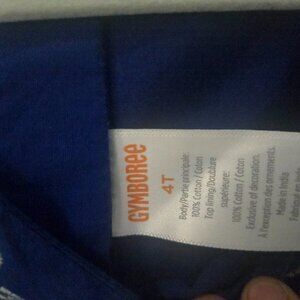 GYMBOREE
4T
Body/Partie principale:
100% Cotton / Coton
Top lining/Doublure
supérieure:
100% Cotton / Coton
Exclusive of decoration.
À l'exception des ornements.
Made in India